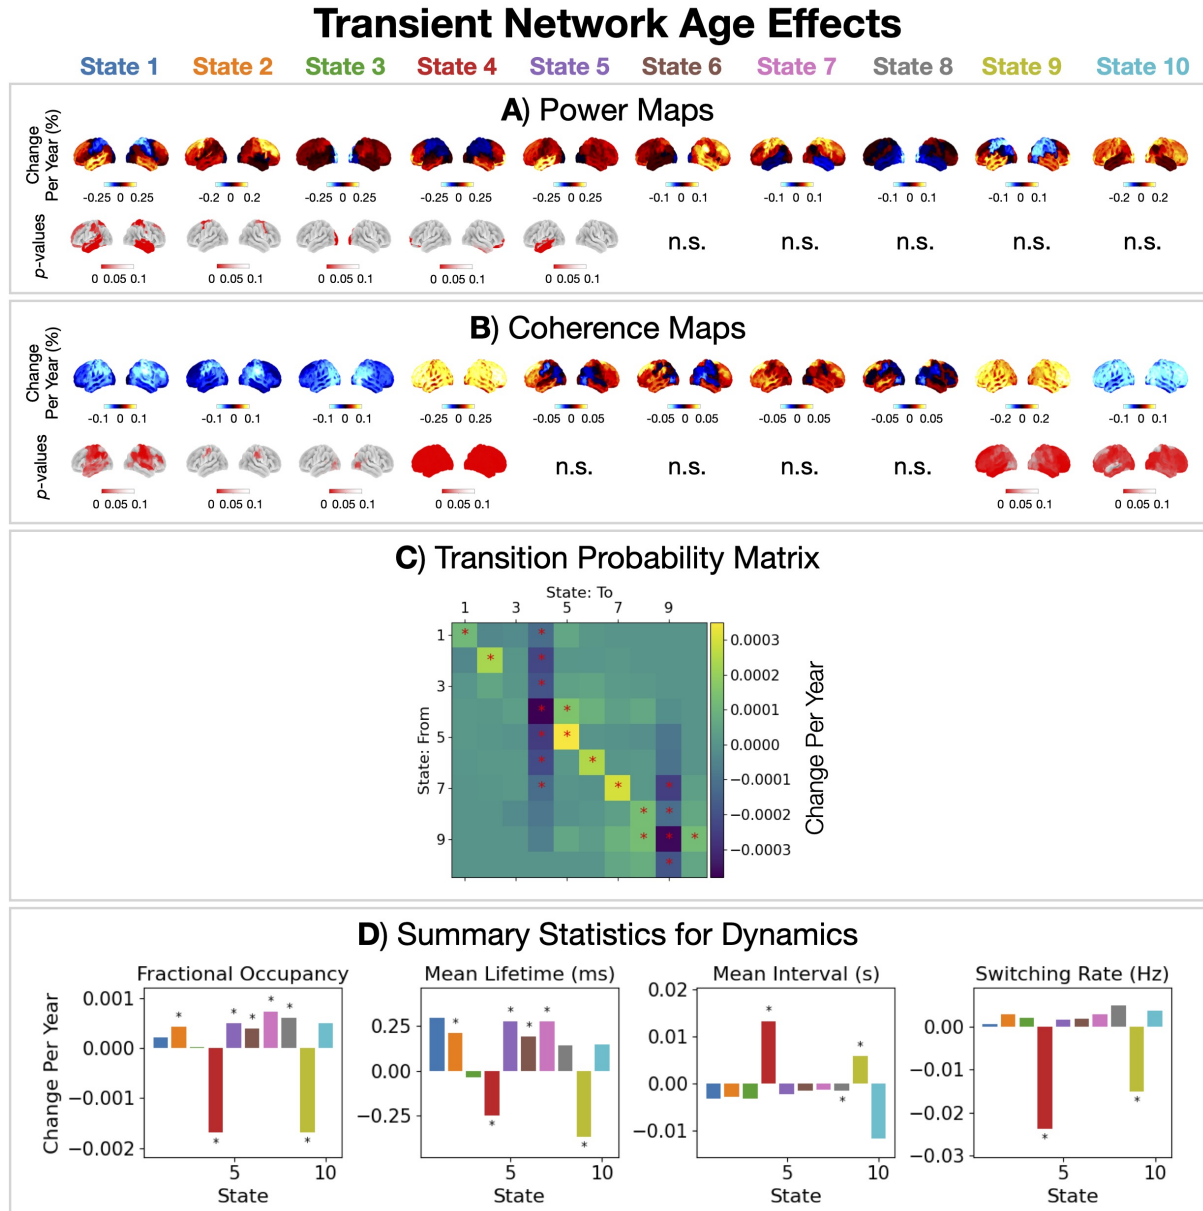 Transient Network Age Effects
State 1 State 2 State 3 State 4 State 5 State 6 State 7 State 8 State 9 State 10
A) Power Maps
Change
Per Year (%)
-0.25 0 0.25 -0.2 0 0.2 -0.25 0 0.25 -0.25 0 0.25 -0.25 0 0.25 -0.1 0 0.1 -0.1 0 0.1 -0.1 0 0.1 -0.1 0 0.1 -0.2 0 0.2
p-values
n.s. n.s. n.s. n.s. n.s.
0 0.05 0.1 0 0.05 0.1 0 0.05 0.1 0 0.05 0.1 0 0.05 0.1
B) Coherence Maps
Change
Per Year (%)
-0.1 0 0.1 -0.1 0 0.1 -0.1 0 0.1 -0.25 0 0.25 -0.05 0 0.05 -0.05 0 0.05 -0.05 0 0.05 -0.05 0 0.05 -0.2 0 0.2 -0.1 0 0.1
p-values
n.s. n.s. n.s. n.s.
0 0.05 0.1 0 0.05 0.1 0 0.05 0.1 0 0.05 0.1 0 0.05 0.1 0 0.05 0.1
C) Transition Probability Matrix
State: To
1 3 5 7 9
State: From
1
3
5
7
9
0.0003
0.0002
0.0001
0.0000
−0.0001
−0.0002
−0.0003
Change Per Year
D) Summary Statistics for Dynamics
Fractional Occupancy
Change Per Year
0.001
0.000
−0.001
−0.002
5 10
State
Mean Lifetime (ms)
0.25
0.00
−0.25
5 10
State
Mean Interval (s)
0.02
0.01
0.00
−0.01
5 10
State
Switching Rate (Hz)
0.00
−0.01
−0.02
−0.03
5 10
State